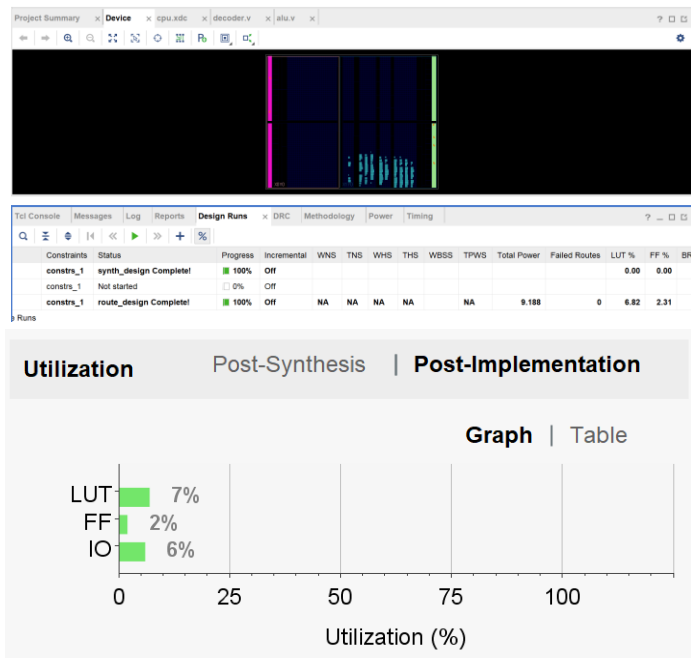 Project Summary × Device × cpu.xdc × decoder.v × alu.v ×
Tcl Console Messages Log Reports Design Runs × DRC Methodology Power Timing
Constraints Status Progress Incremental WNS TNS WHS THS WBSS TPWS Total Power Failed Routes LUT % FF % BR
constrs_1 synth_design Complete! 100% Off 0.00 0.00
constrs_1 Not started 0% Off
constrs_1 route_design Complete! 100% Off NA NA NA NA NA 9.188 0 6.82 2.31
Runs
Utilization Post-Synthesis | Post-Implementation
Graph | Table
LUT 7%
FF 2%
IO 6%
0 25 50 75 100
Utilization (%)